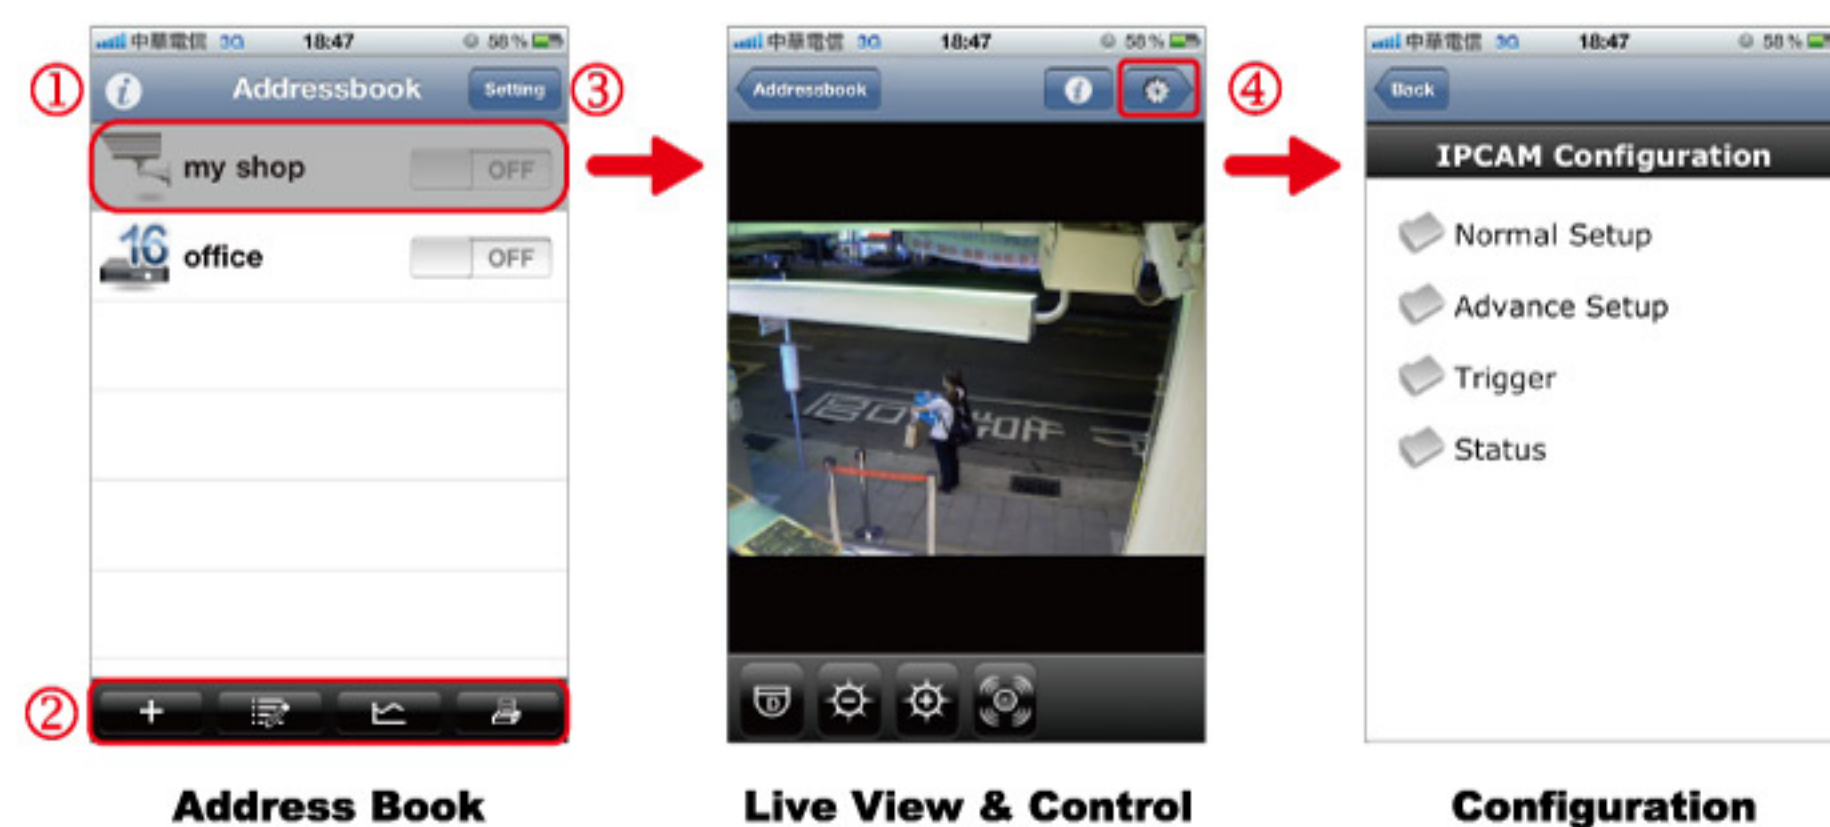 中華電信 3G 18:47 58%
① Addressbook Setting ③
my shop OFF
16 office OFF
②
Address Book
中華電信 3G 18:47 58%
Addressbook ④
D
Live View & Control
中華電信 3G 18:47 58%
Back
IPCAM Configuration
Normal Setup
Advance Setup
Trigger
Status
Configuration